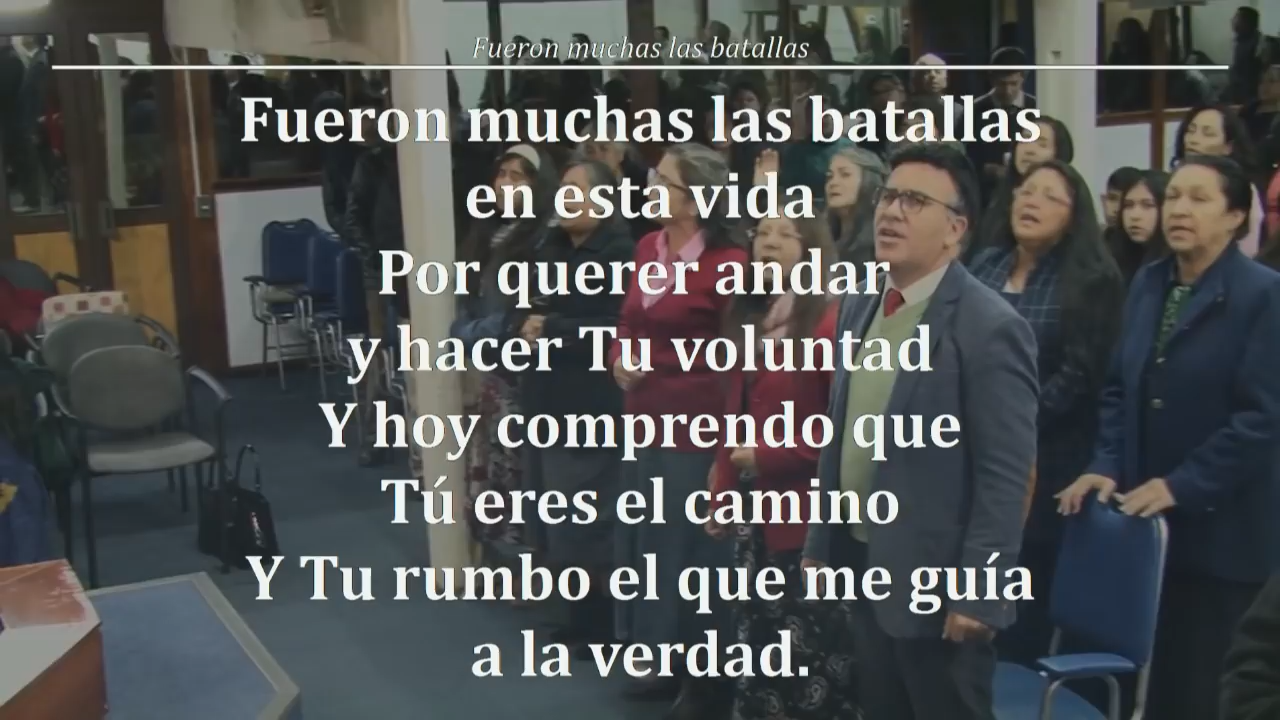 Fueron muchas las batallas
Fueron muchas las batallas
en esta vida
Por querer andar
y hacer Tu voluntad
Y hoy comprendo que
Tú eres el camino
Y Tu rumbo el que me guía
a la verdad.